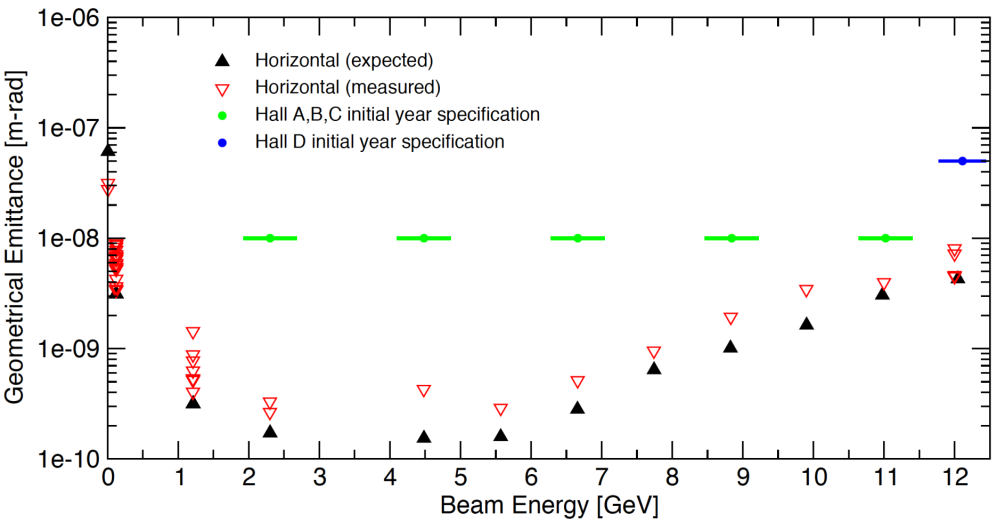 1e-06
1e-07
1e-08
1e-09
1e-10
Geometrical Emittance [m-rad]
Horizontal (expected)
Horizontal (measured)
Hall A,B,C initial year specification
Hall D initial year specification
0 1 2 3 4 5 6 7 8 9 10 11 12
Beam Energy [GeV]